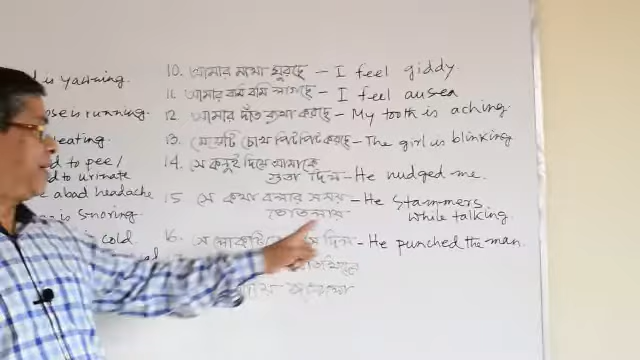 d is yawning.
10. আমার মাথা ঘুরছে – I feel giddy.
11. আমার বমি বমি লাগছে – I feel ausea
ose is running.
12. আমার দাঁত ব্যথা করছে – My tooth is aching.
eating.
13. মেয়েটি চোখ পিটপিট করছে – The girl is blinking
d to pee/
14. সে কনুই দিয়ে আমাকে
d to urinate
গুতা দিল – He nudged me.
e abad headache
15. সে কথা বলার সময় – He stammers
is snoring
তোতলায় while talking.
cold
16. সে দিল – He punched the man.